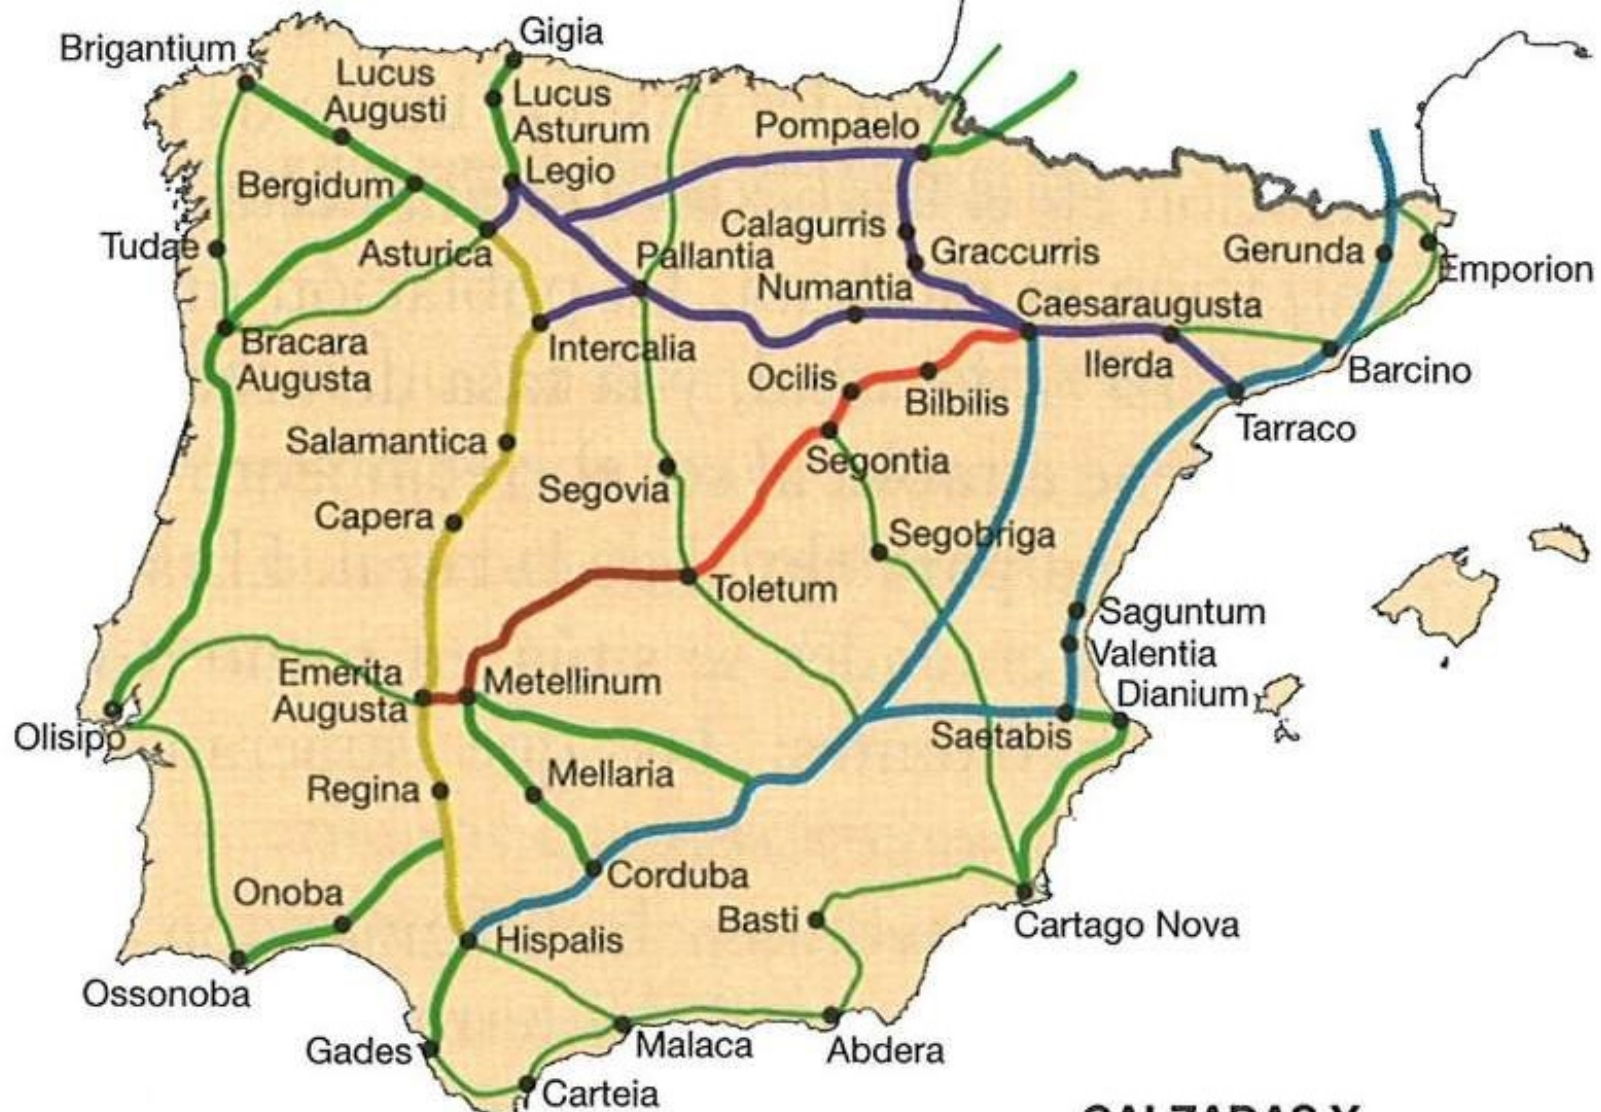 Gigia
Brigantium
Lucus
Augusti
Lucus
Asturum
Pompaelo
Legio
Bergidum
Calagurris
Tudae
Asturica
Pallantia
Graccurris
Gerunda
Emporion
Numantia
Caesaraugusta
Bracara
Augusta
Intercalia
Ocilis
Bilbilis
Ilerda
Barcino
Tarraco
Salamantica
Segontia
Segovia
Capera
Segobriga
Toletum
Saguntum
Valentia
Emerita
Augusta
Metellinum
Dianium
Olisipo
Saetabis
Mellaria
Regina
Corduba
Onoba
Basti
Cartago Nova
Hispalis
Ossonoba
Gades
Malaca
Abdera
Carteia
CALZADAS Y